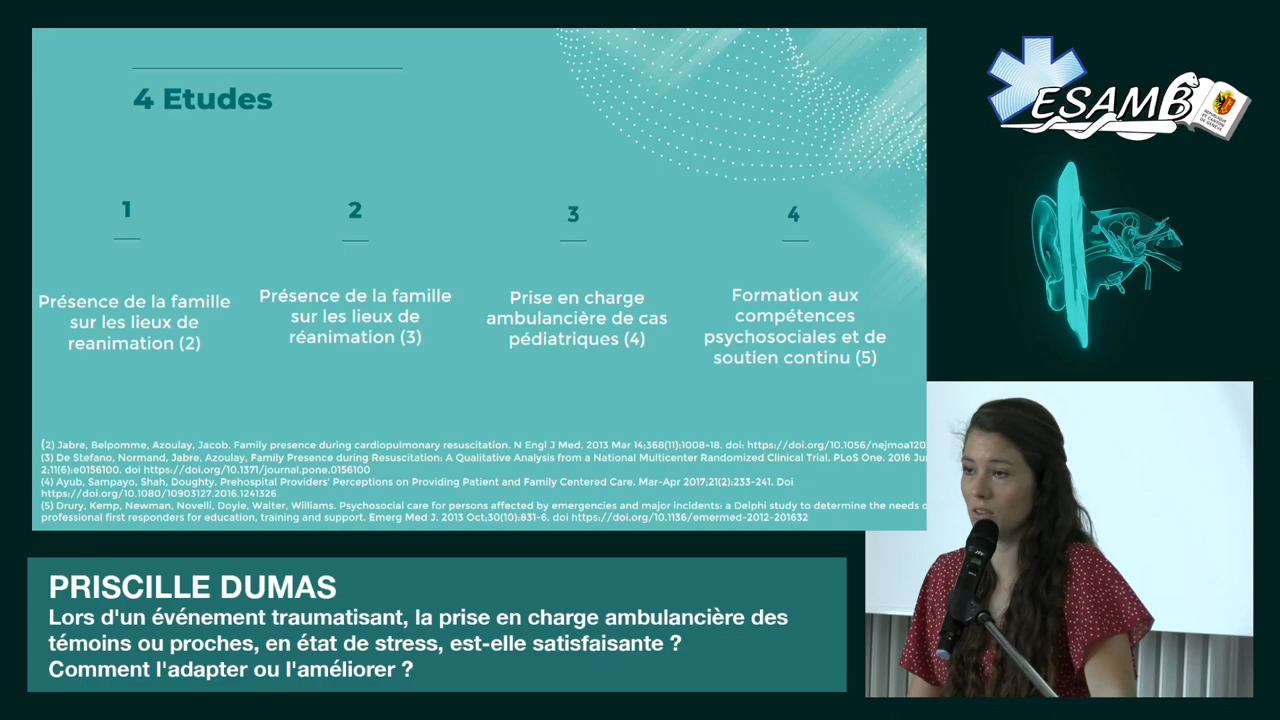 4 Etudes
1
2
3
4
Présence de la famille
sur les lieux de
reanimation (2)
Présence de la famille
sur les lieux de
réanimation (3)
Prise en charge
ambulancière de cas
pédiatriques (4)
Formation aux
compétences
psychosociales et de
soutien continu (5)
(2) Jabre, Belpomme, Azoulay, Jacob. Family presence during cardiopulmonary resuscitation. N Engl J Med. 2013 Mar 14;368(11):1008-18. doi: https://doi.org/10.1056/nejmoa120
(3) De Stefano, Normand, Jabre, Azoulay, Family Presence during Resuscitation: A Qualitative Analysis from a National Multicenter Randomized Clinical Trial. PLoS One. 2016 Ju
2;11(6):e0156100. doi https://doi.org/10.1371/journal.pone.0156100
(4) Ayub, Sampayo, Shah, Doughty. Prehospital Providers' Perceptions on Providing Patient and Family Centered Care. Mar-Apr 2017;21(2):233-241. Doi
https://doi.org/10.1080/10903127.2016.1241326
(5) Drury, Kemp, Newman, Novelli, Doyle, Walter, Williams. Psychosocial care for persons affected by emergencies and major incidents: a Delphi study to determine the needs
professional first responders for education, training and support. Emerg Med J. 2013 Oct;30(10):831-6. doi https://doi.org/10.1136/emermed-2012-201632
ESAMB
REPUBLIQUE
ET CANTON
DE GENEVE
PRISCILLE DUMAS
Lors d'un événement traumatisant, la prise en charge ambulancière des
témoins ou proches, en état de stress, est-elle satisfaisante ?
Comment l'adapter ou l'améliorer ?